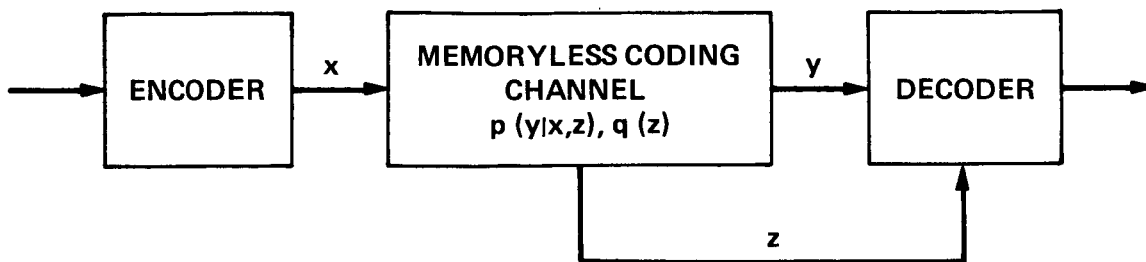 ENCODER
x
MEMORYLESS CODING
CHANNEL
p (y|x,z), q (z)
y
DECODER
z